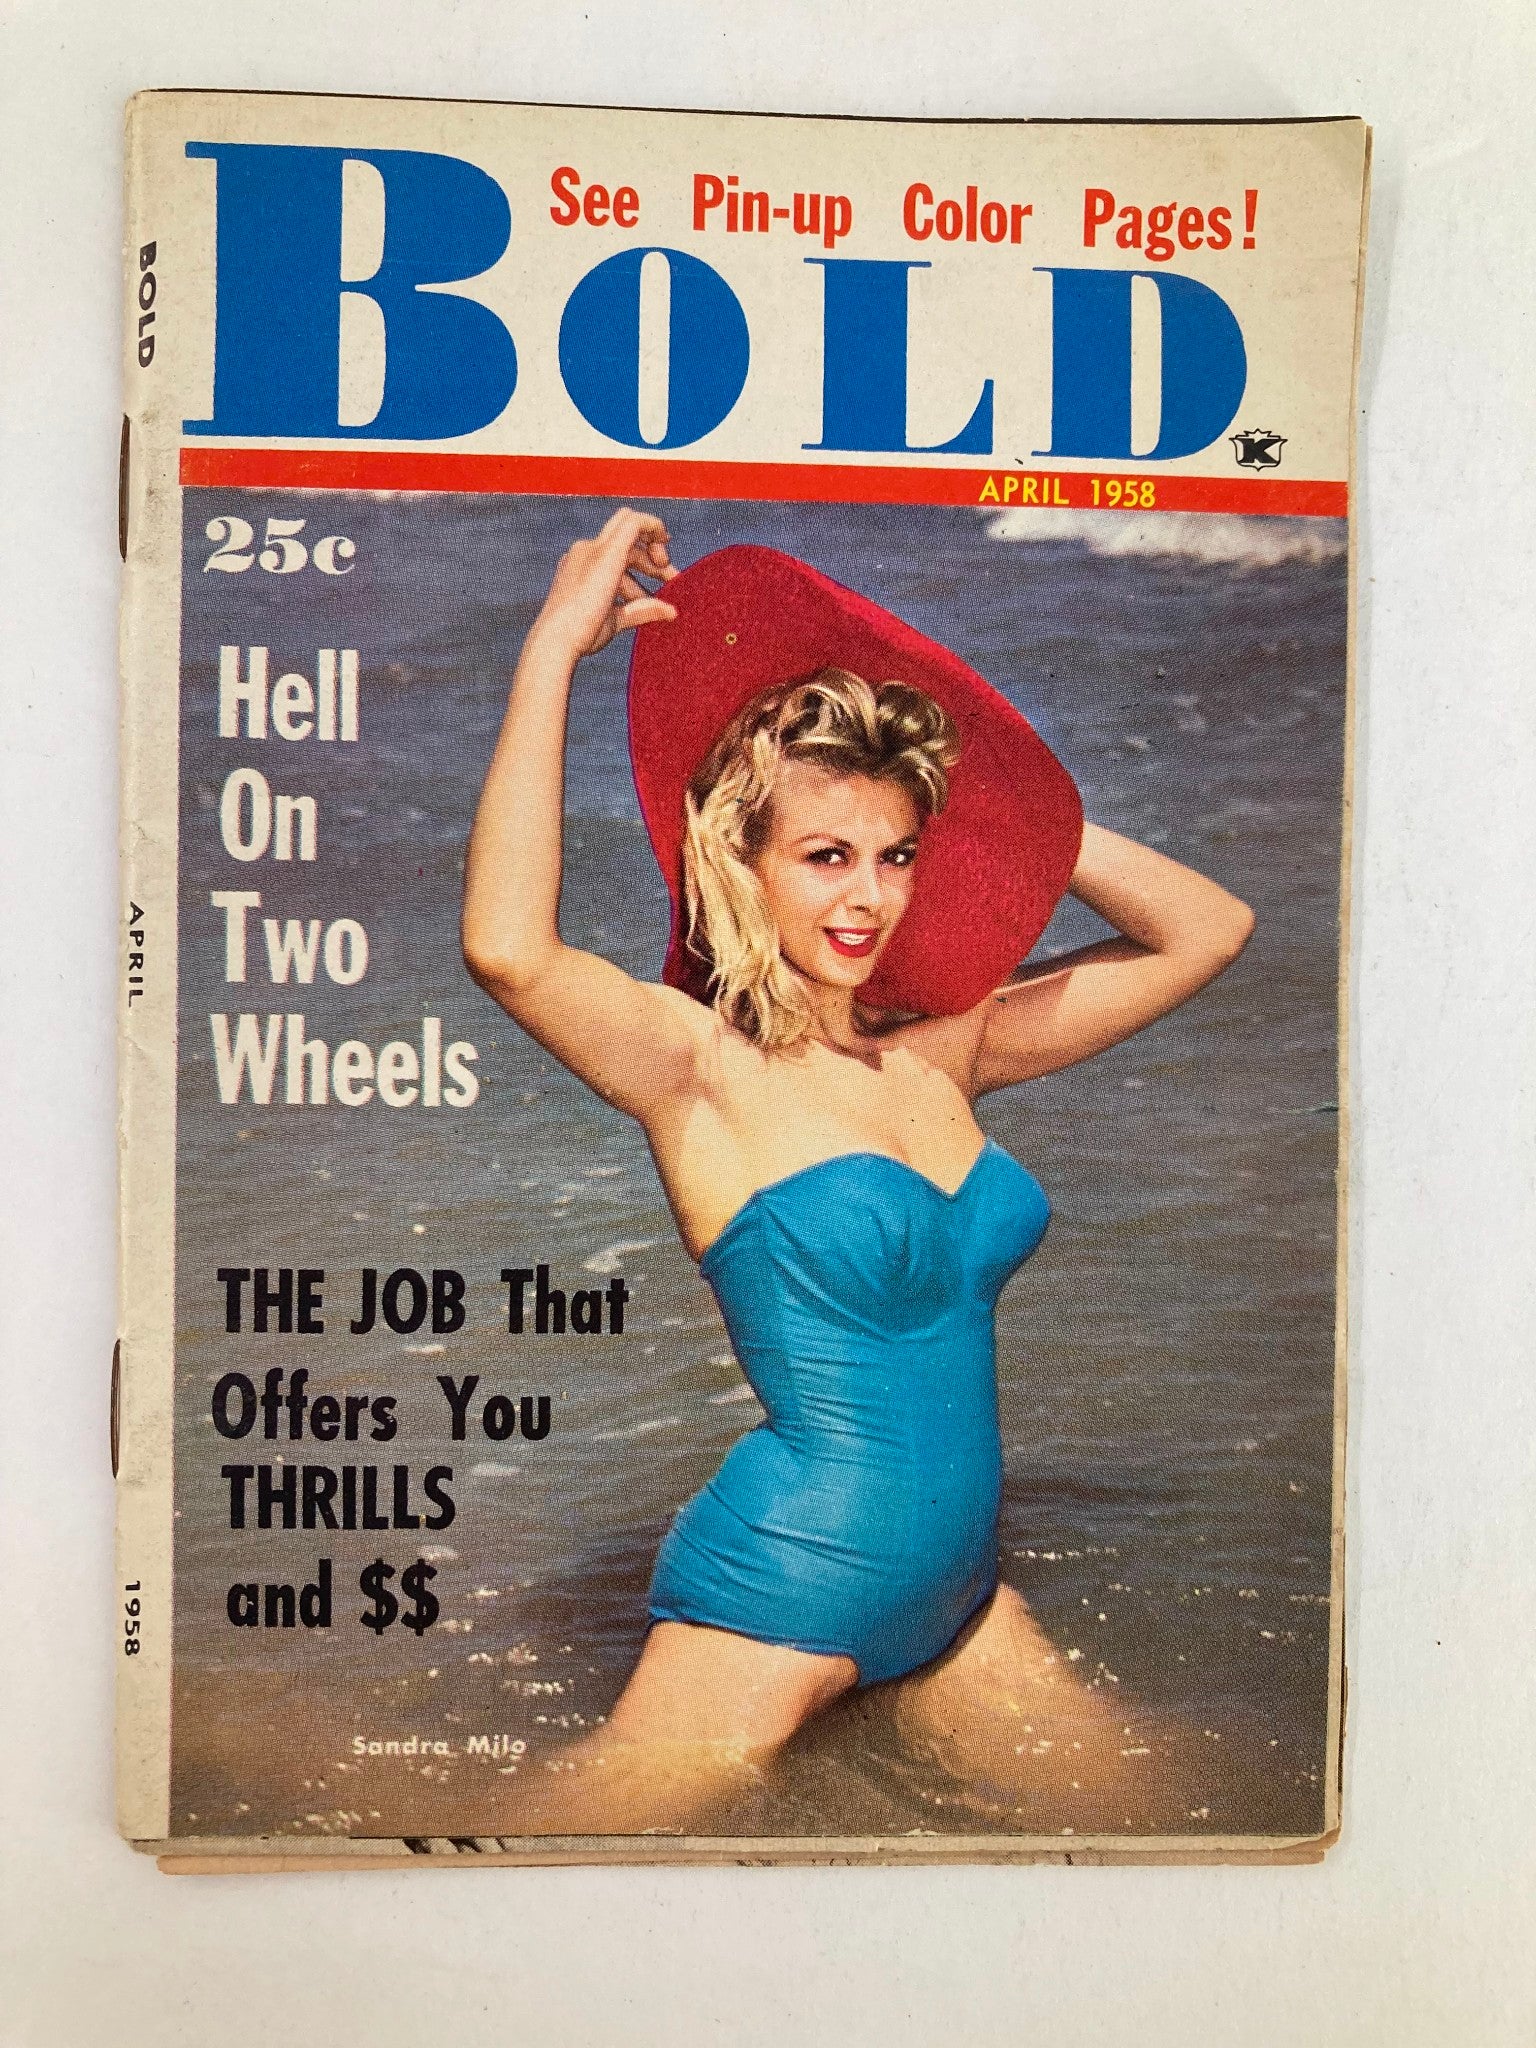 See Pin-up Color Pages!
BOLD
K
APRIL 1958
25c
Hell
On
Two
Wheels
THE JOB That
Offers You
THRILLS
and $$
Sandra Milo
BOLD
APRIL
1958